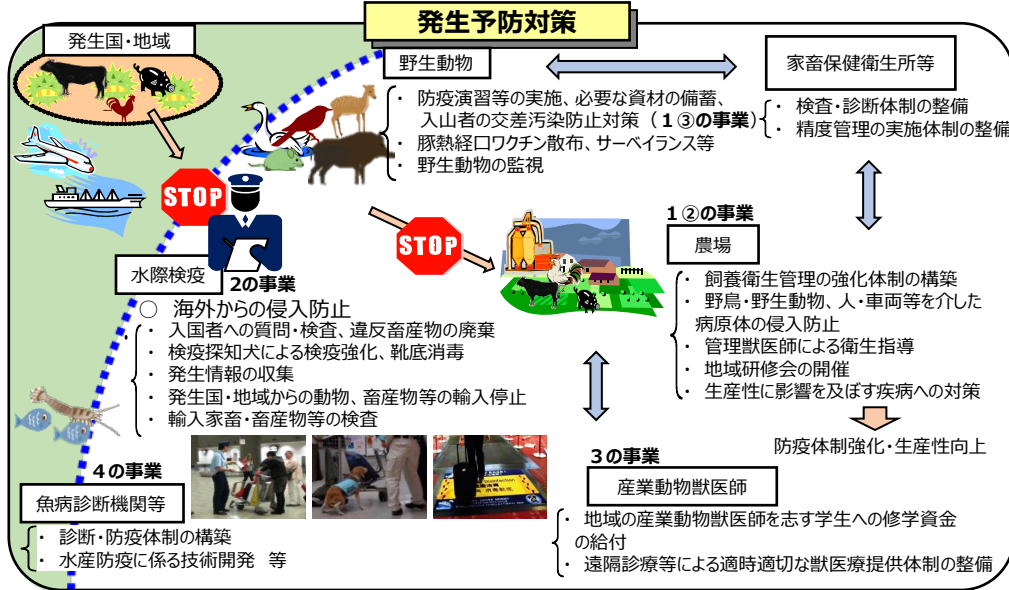 発生予防対策
発生国・地域
野生動物
・ 防疫演習等の実施、必要な資材の備蓄、
入山者の交差汚染防止対策（１③の事業）
・ 豚熱経口ワクチン散布、サーベイランス等
・ 野生動物の監視
家畜保健衛生所等
・ 検査・診断体制の整備
・ 精度管理の実施体制の整備
STOP
STOP
水際検疫
2の事業
○ 海外からの侵入防止
・ 入国者への質問・検査、違反畜産物の廃棄
・ 検疫探知犬による検疫強化、靴底消毒
・ 発生情報の収集
・ 発生国・地域からの動物、畜産物等の輸入停止
・ 輸入家畜・畜産物等の検査
1②の事業
農場
・ 飼養衛生管理の強化体制の構築
・ 野鳥・野生動物、人・車両等を介した
病原体の侵入防止
・ 管理獣医師による衛生指導
・ 地域研修会の開催
・ 生産性に影響を及ぼす疾病への対策
防疫体制強化・生産性向上
4の事業
魚病診断機関等
・ 診断・防疫体制の構築
・ 水産防疫に係る技術開発 等
3の事業
産業動物獣医師
・ 地域の産業動物獣医師を志す学生への修学資金
の給付
・ 遠隔診療等による適時適切な獣医療提供体制の整備